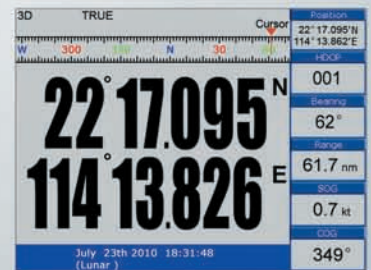 3D TRUE Cursor
W 300 N 30
22°17.095 N
114°13.826 E
July 23th 2010 18:31:48
(Lunar )
Position
22°17.095'N
114°13.862'E
HDOP
001
Bearing
62°
Range
61.7 nm
SOG
0.7 kt
COG
349°